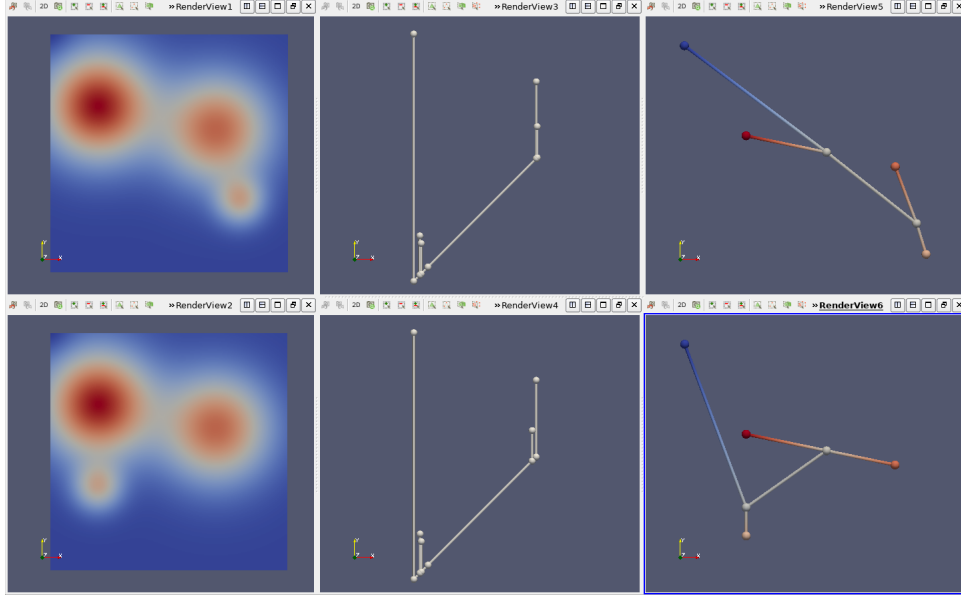 2D »RenderView1
2D »RenderView3
2D »RenderView5
Y
Z X
Y
Z X
Y
Z X
2D »RenderView2
2D »RenderView4
2D »RenderView6
Y
Z X
Y
Z X
Y
Z X